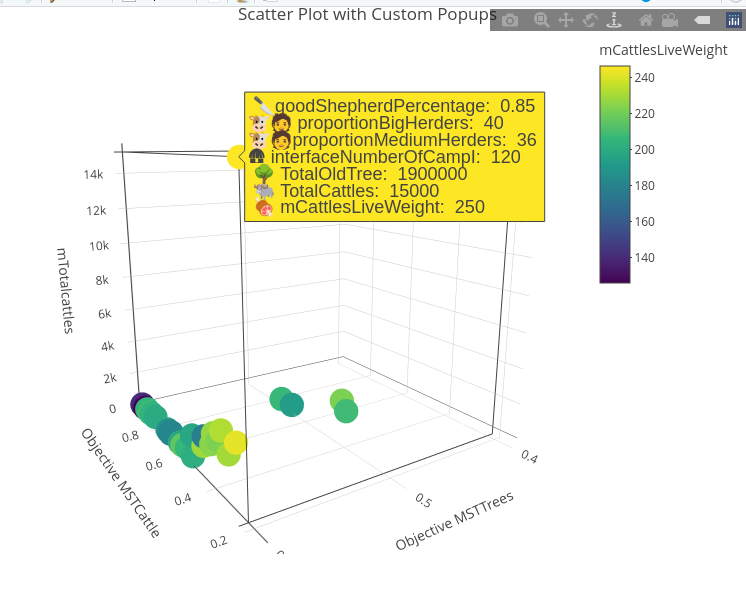 Scatter Plot with Custom Popups
mCattlesLiveWeight
240
220
200
180
160
140
goodShepherdPercentage: 0.85
proportionBigHerders: 40
proportionMediumHerders: 36
interfaceNumberOfCampI: 120
TotalOldTree: 1900000
TotalCattles: 15000
mCattlesLiveWeight: 250
mTotalcattles
14k
12k
10k
8k
6k
4k
2k
0
Objective MSTCattle
0.8
0.6
0.4
0.2
Objective MSTTrees
0.5
0.4